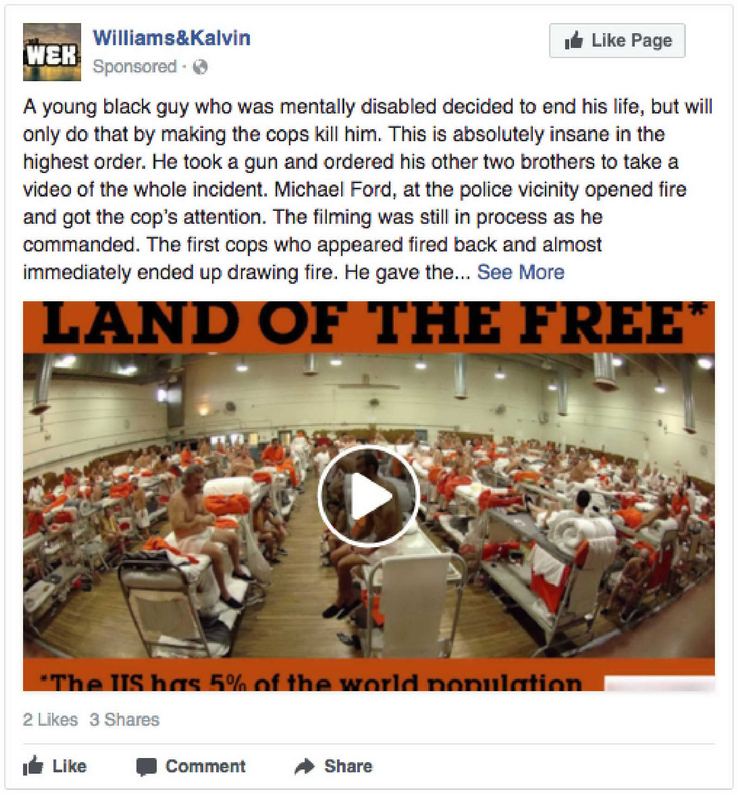 W&K
Williams&Kalvin
Sponsored ·
Like Page
A young black guy who was mentally disabled decided to end his life, but will
only do that by making the cops kill him. This is absolutely insane in the
highest order. He took a gun and ordered his other two brothers to take a
video of the whole incident. Michael Ford, at the police vicinity opened fire
and got the cop’s attention. The filming was still in process as he
commanded. The first cops who appeared fired back and almost
immediately ended up drawing fire. He gave the... See More
LAND OF THE FREE*
*The US has 5% of the world population
2 Likes 3 Shares
Like Comment Share